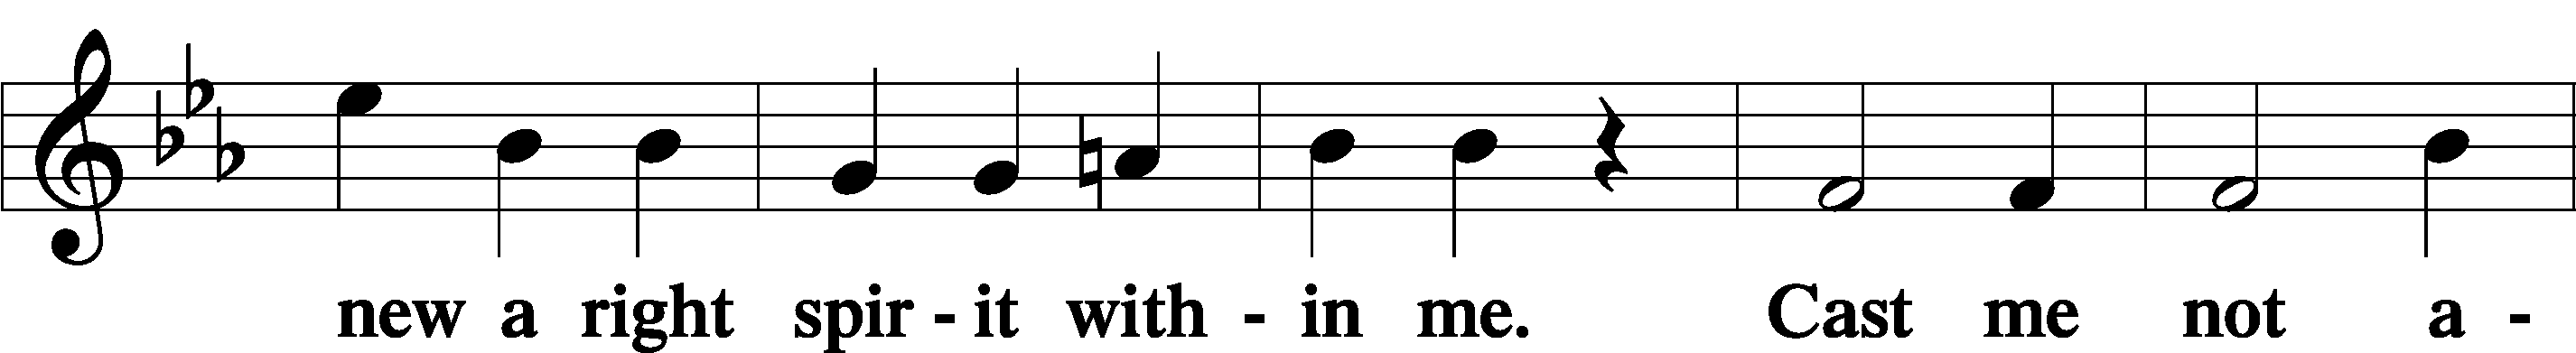 new a right spir - it with - in me. Cast me not a -